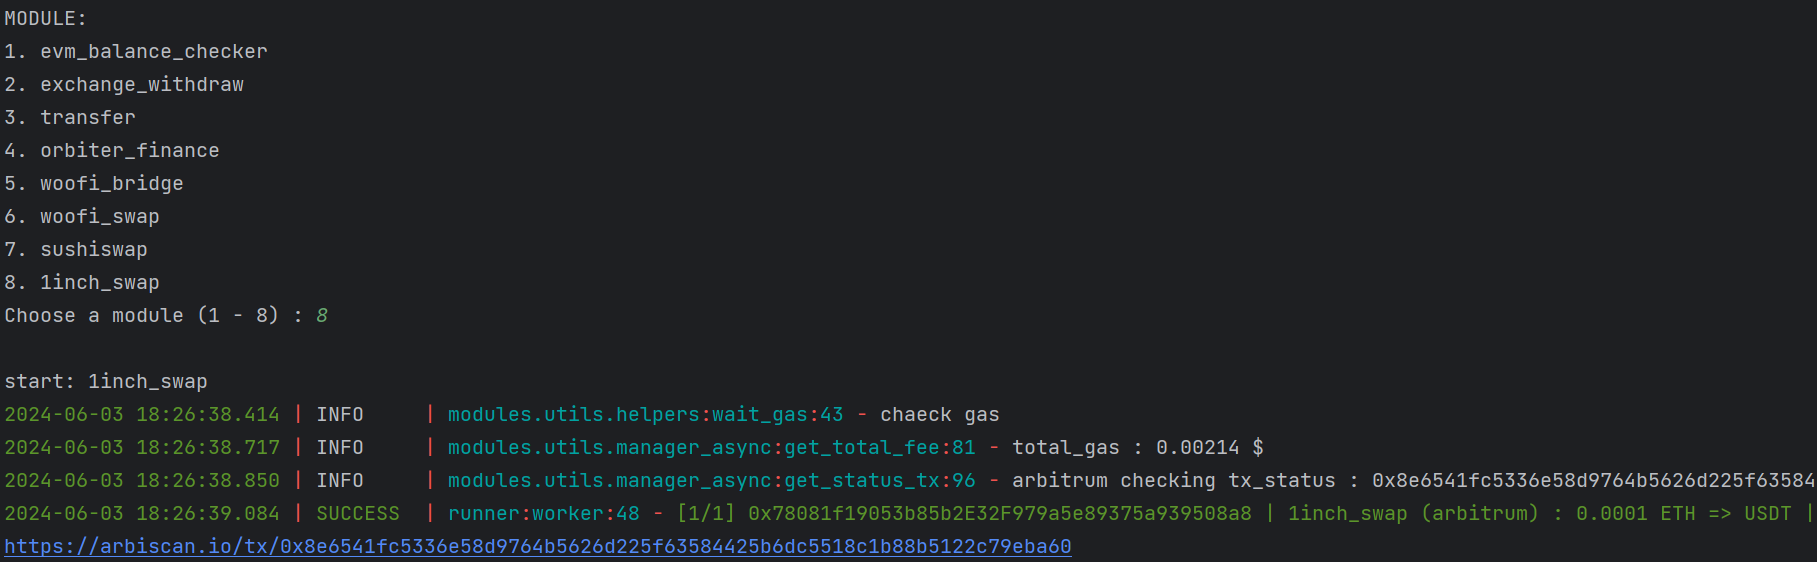 MODULE:
1. evm_balance_checker
2. exchange_withdraw
3. transfer
4. orbiter_finance
5. woofi_bridge
6. woofi_swap
7. sushiswap
8. 1inch_swap
Choose a module (1 - 8) : 8
start: 1inch_swap
2024-06-03 18:26:38.414 | INFO     | modules.utils.helpers:wait_gas:43 - chaeck gas
2024-06-03 18:26:38.717 | INFO     | modules.utils.manager_async:get_total_fee:81 - total_gas : 0.00214 $
2024-06-03 18:26:38.850 | INFO     | modules.utils.manager_async:get_status_tx:96 - arbitrum checking tx_status : 0x8e6541fc5336e58d9764b5626d225f63584
2024-06-03 18:26:39.084 | SUCCESS  | runner:worker:48 - [1/1] 0x78081f19053b85b2E32F979a5e89375a939508a8 | 1inch_swap (arbitrum) : 0.0001 ETH => USDT |
https://arbiscan.io/tx/0x8e6541fc5336e58d9764b5626d225f63584425b6dc5518c1b88b5122c79eba60